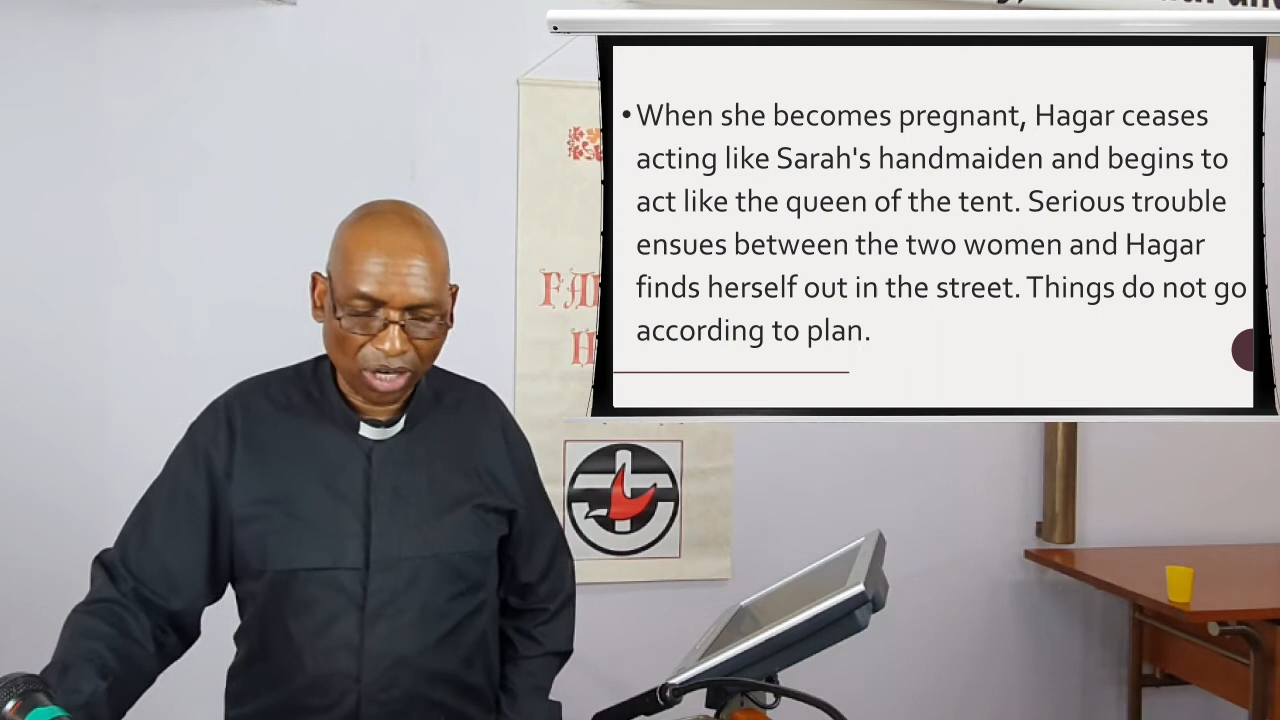 • When she becomes pregnant, Hagar ceases
acting like Sarah's handmaiden and begins to
act like the queen of the tent. Serious trouble
ensues between the two women and Hagar
finds herself out in the street. Things do not go
according to plan.